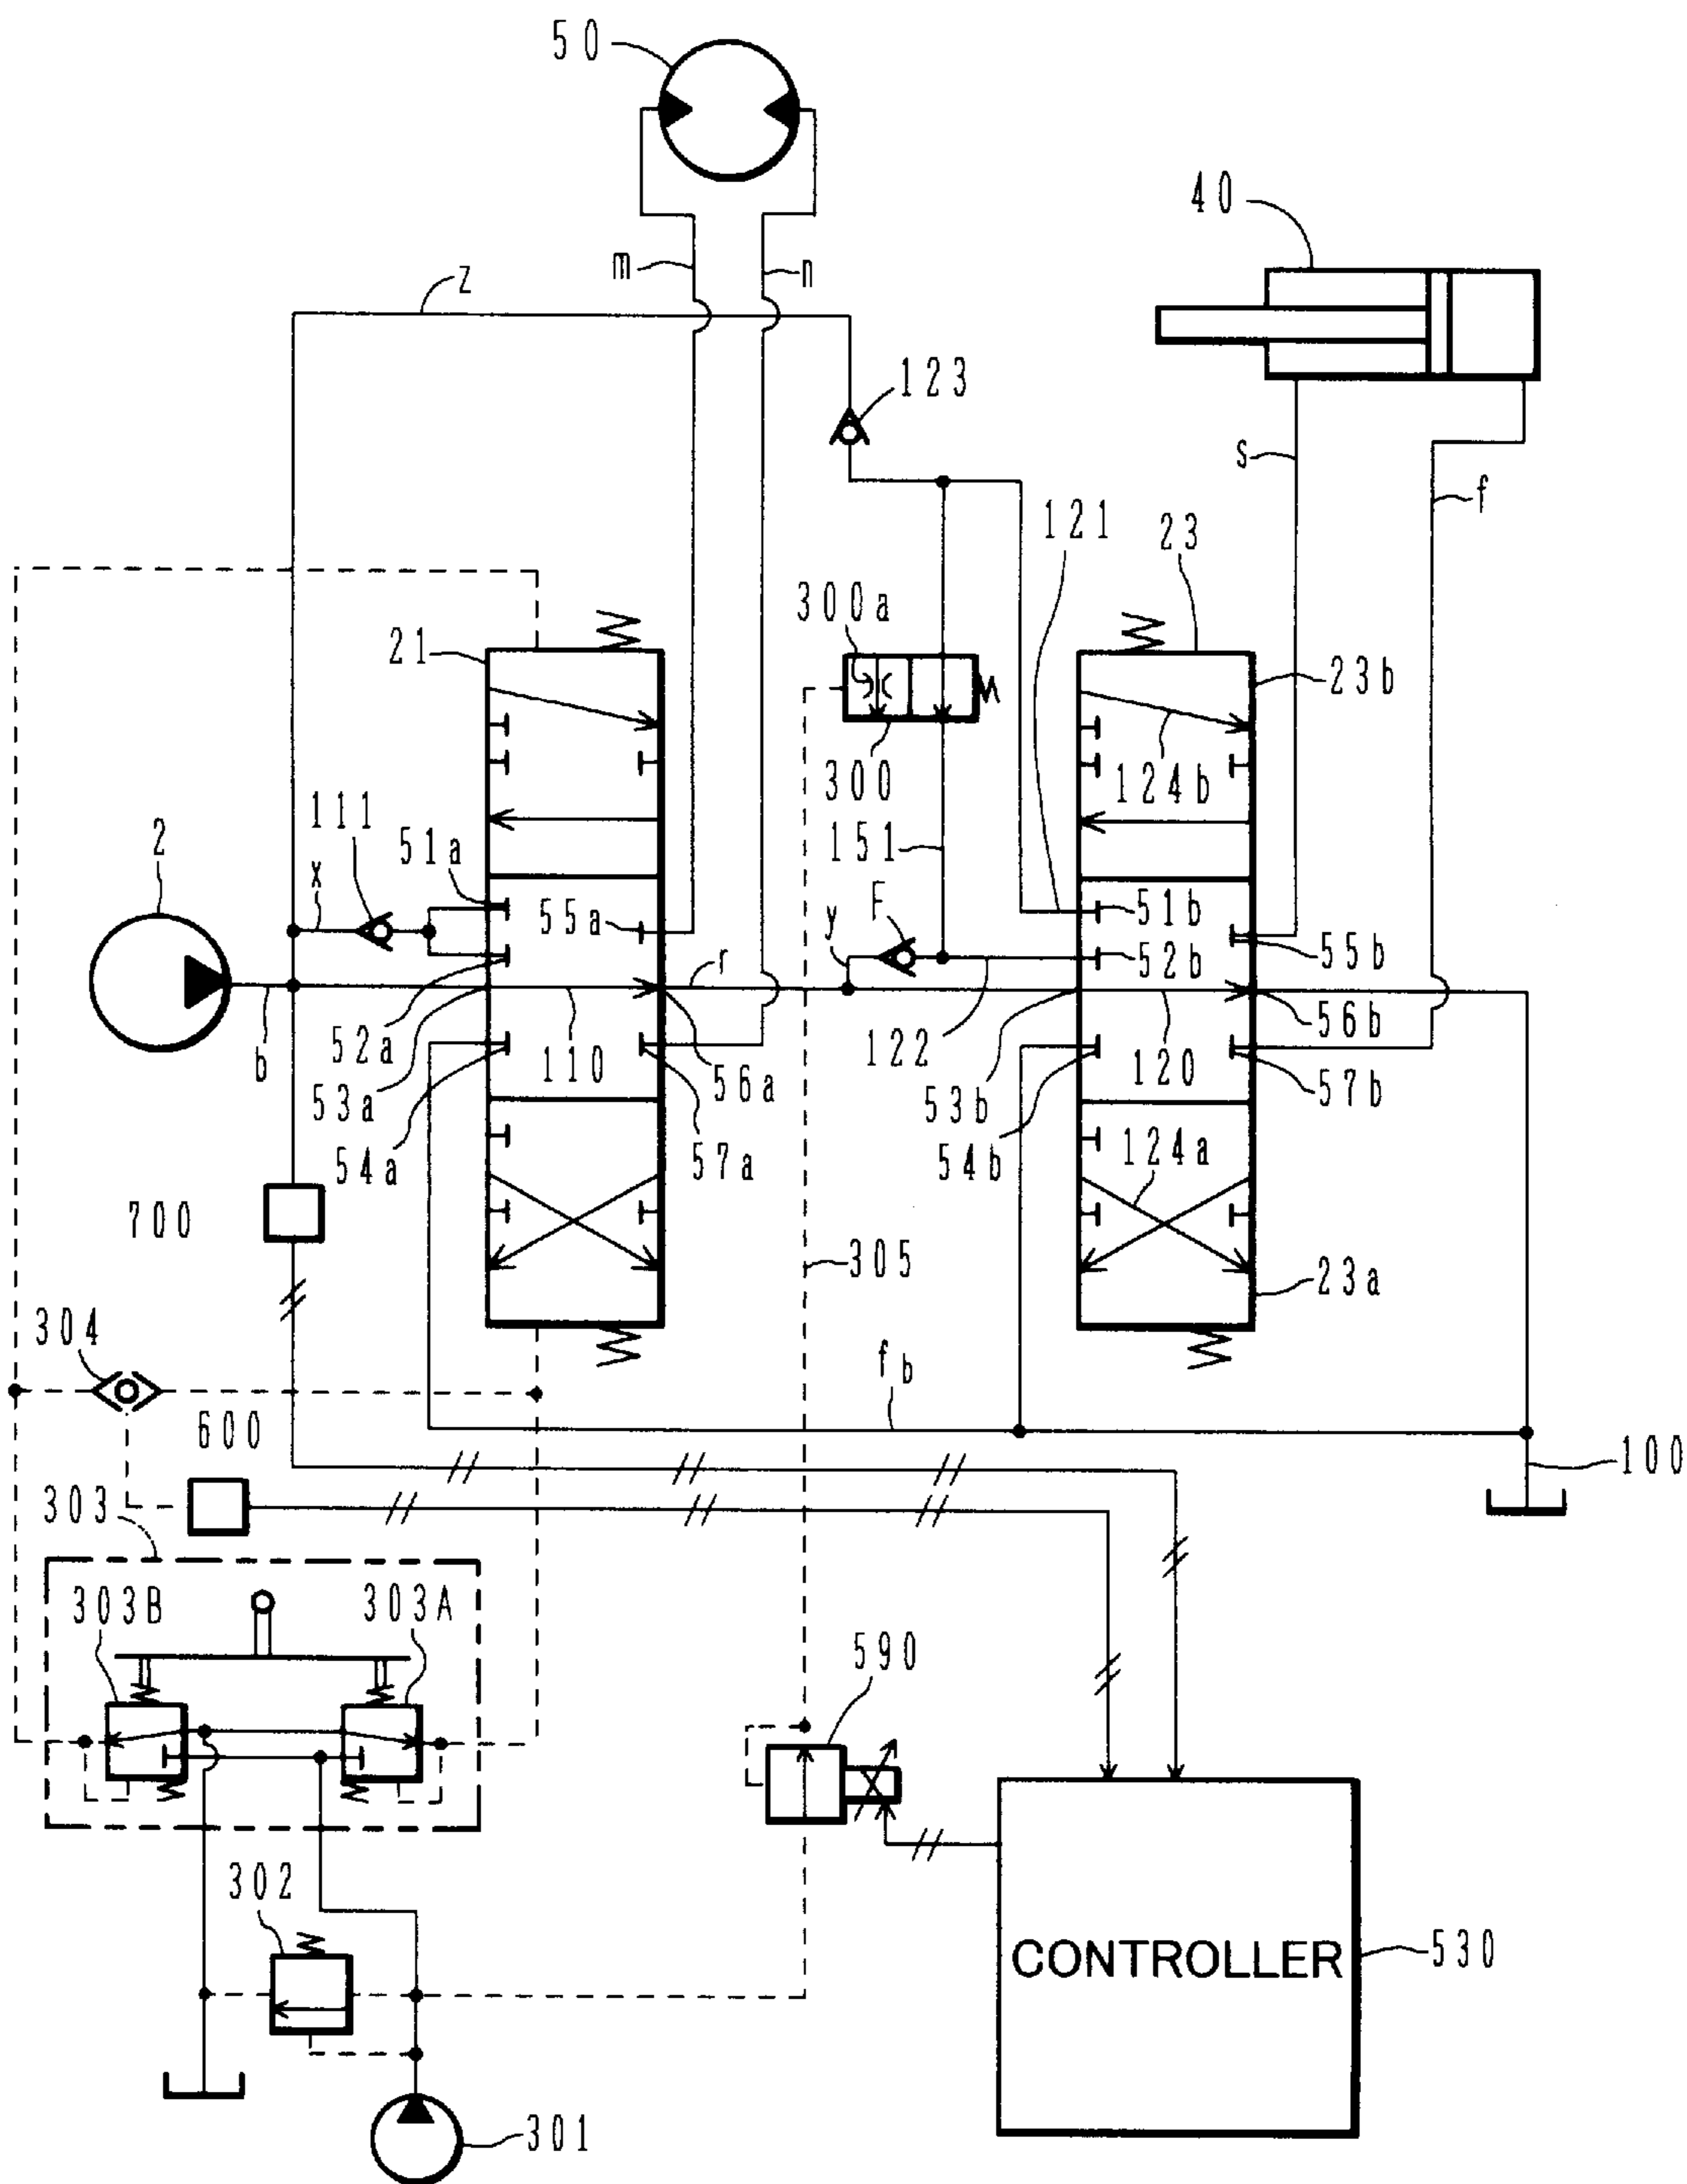 50
40
m
n
z
123
s
f
121
23
300a
21
23b
300
124b
111
2
51a
151
x
55a
F
51b
y
52b
55b
r
b
52a
110
56a
122
53b
120
56b
53a
54a
57a
54b
57b
124a
700
305
23a
304
fb
600
100
303
303B
303A
590
302
CONTROLLER
530
301